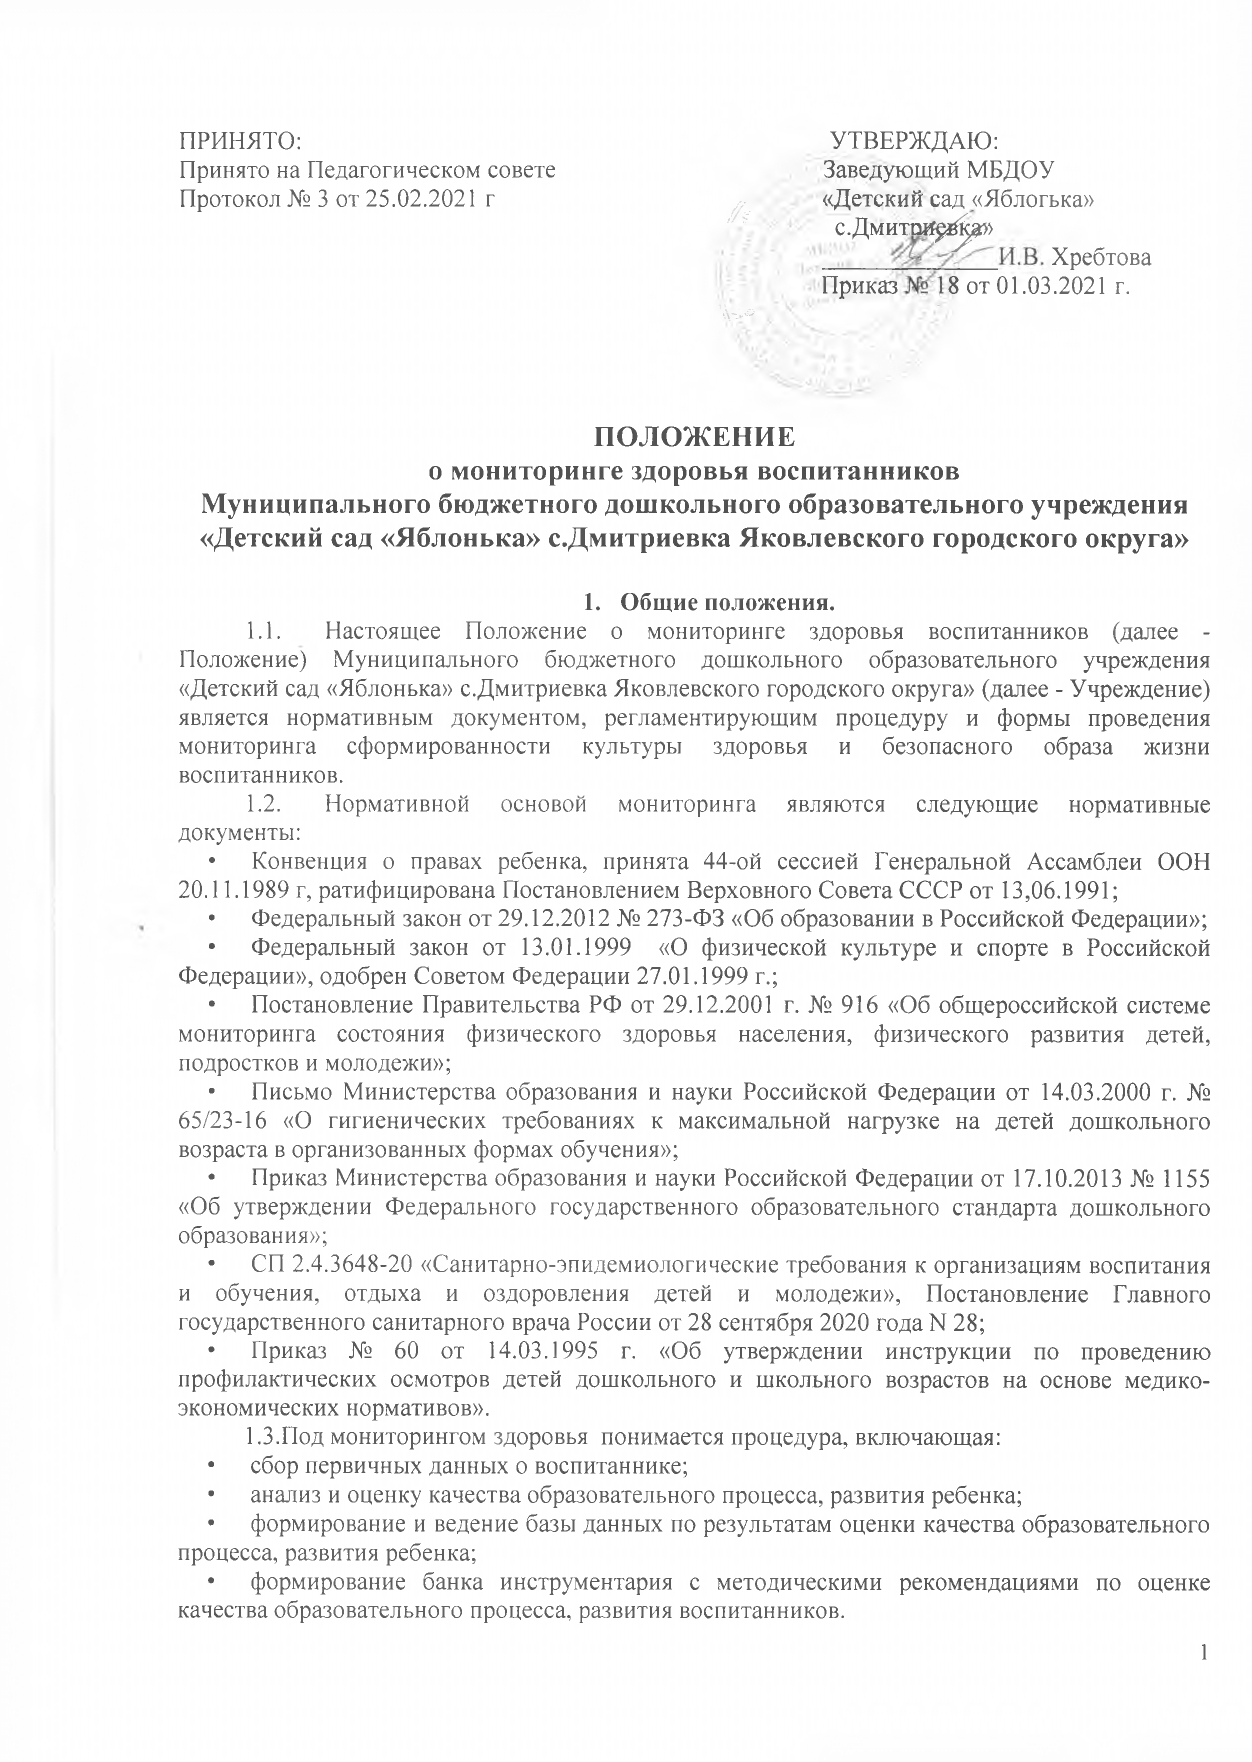 ПРИНЯТО:
Принято на Педагогическом совете
Протокол № 3 от 25.02.2021 г
УТВЕРЖДАЮ:
Заведующий МБДОУ
«Детский сад «Яблогька»
с.Дмитриевка»
______________И.В. Хребтова
Приказ № 18 от 01.03.2021 г.
ПОЛОЖЕНИЕ
о мониторинге здоровья воспитанников
Муниципального бюджетного дошкольного образовательного учреждения
«Детский сад «Яблонька» с.Дмитриевка Яковлевского городского округа»
1. Общие положения.
1.1. Настоящее Положение о мониторинге здоровья воспитанников (далее -
Положение) Муниципального бюджетного дошкольного образовательного учреждения
«Детский сад «Яблонька» с.Дмитриевка Яковлевского городского округа» (далее - Учреждение)
является нормативным документом, регламентирующим процедуру и формы проведения
мониторинга сформированности культуры здоровья и безопасного образа жизни
воспитанников.
1.2. Нормативной основой мониторинга являются следующие нормативные
документы:
• Конвенция о правах ребенка, принята 44-ой сессией Генеральной Ассамблеи ООН
20.11.1989 г, ратифицирована Постановлением Верховного Совета СССР от 13,06.1991;
• Федеральный закон от 29.12.2012 № 273-ФЗ «Об образовании в Российской Федерации»;
• Федеральный закон от 13.01.1999 «О физической культуре и спорте в Российской
Федерации», одобрен Советом Федерации 27.01.1999 г.;
• Постановление Правительства РФ от 29.12.2001 г. № 916 «Об общероссийской системе
мониторинга состояния физического здоровья населения, физического развития детей,
подростков и молодежи»;
• Письмо Министерства образования и науки Российской Федерации от 14.03.2000 г. №
65/23-16 «О гигиенических требованиях к максимальной нагрузке на детей дошкольного
возраста в организованных формах обучения»;
• Приказ Министерства образования и науки Российской Федерации от 17.10.2013 № 1155
«Об утверждении Федерального государственного образовательного стандарта дошкольного
образования»;
• СП 2.4.3648-20 «Санитарно-эпидемиологические требования к организациям воспитания
и обучения, отдыха и оздоровления детей и молодежи», Постановление Главного
государственного санитарного врача России от 28 сентября 2020 года N 28;
• Приказ № 60 от 14.03.1995 г. «Об утверждении инструкции по проведению
профилактических осмотров детей дошкольного и школьного возрастов на основе медико-
экономических нормативов».
1.3.Под мониторингом здоровья понимается процедура, включающая:
• сбор первичных данных о воспитаннике;
• анализ и оценку качества образовательного процесса, развития ребенка;
• формирование и ведение базы данных по результатам оценки качества образовательного
процесса, развития ребенка;
• формирование банка инструментария с методическими рекомендациями по оценке
качества образовательного процесса, развития воспитанников.
1